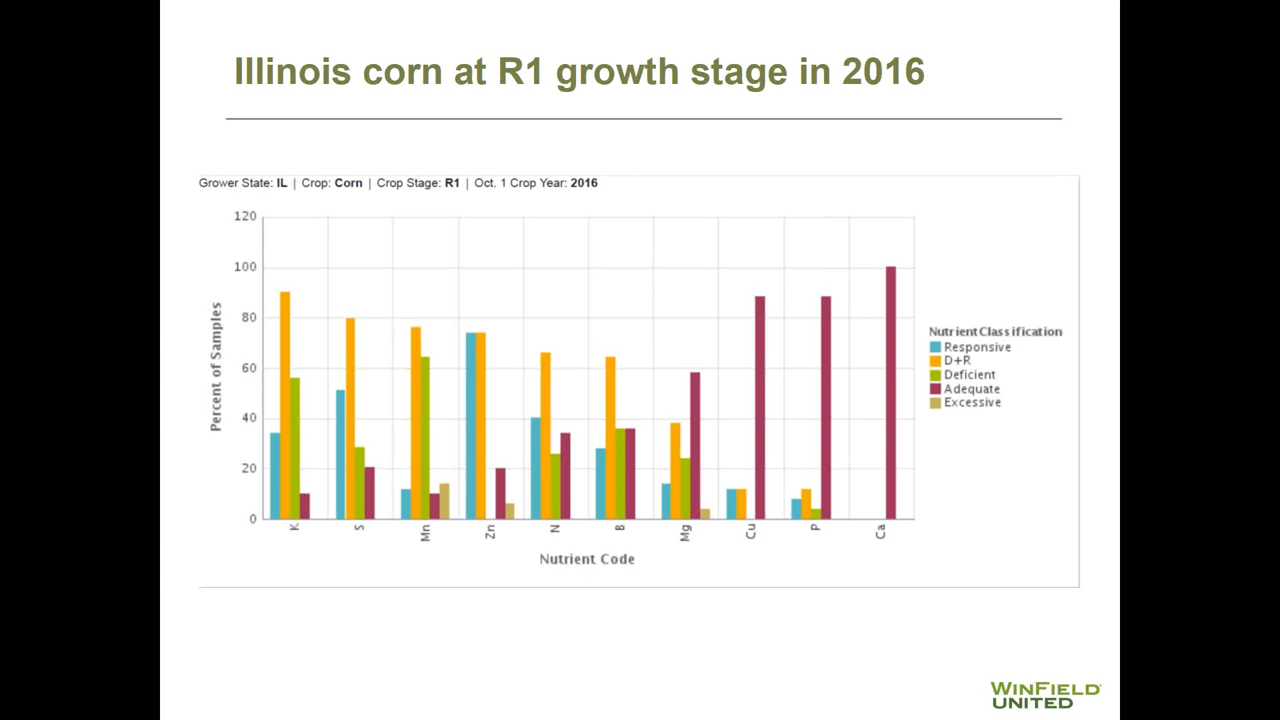 Illinois corn at R1 growth stage in 2016
Grower State: IL | Crop: Corn | Crop Stage: R1 | Oct. 1 Crop Year: 2016
120
100
80
60
40
20
0
Percent of Samples
K S Mn Zn N B Mg Cu P Ca
Nutrient Code
Nutrient Classification
Responsive
D+R
Deficient
Adequate
Excessive
WINFIELD
UNITED